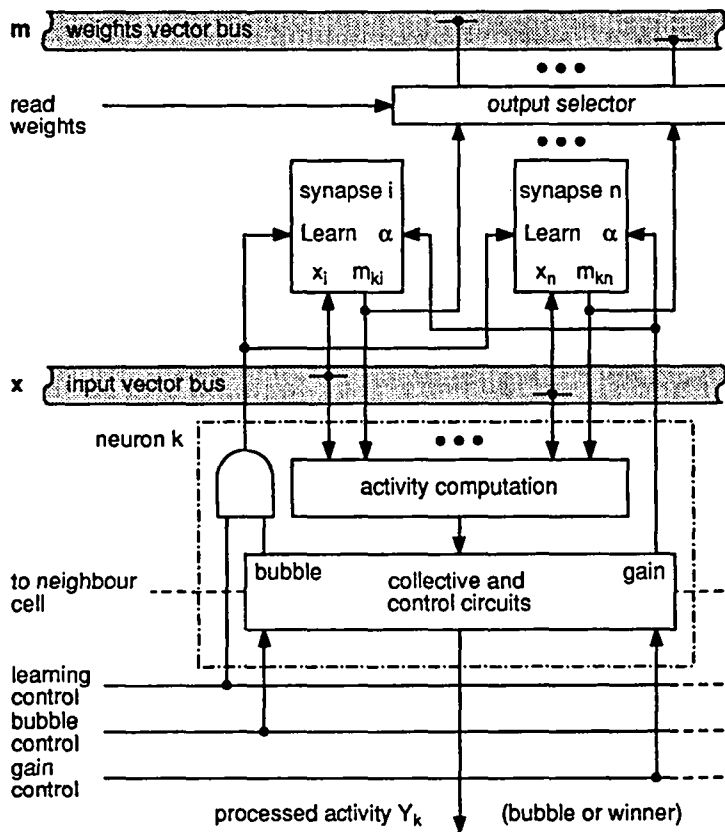 m weights vector bus
read
weights
output selector
synapse i
synapse n
Learn α
Learn α
xi mki
xn mkn
x input vector bus
neuron k
activity computation
bubble
gain
collective and
control circuits
to neighbour
cell
learning
control
bubble
control
gain
control
processed activity Yk (bubble or winner)